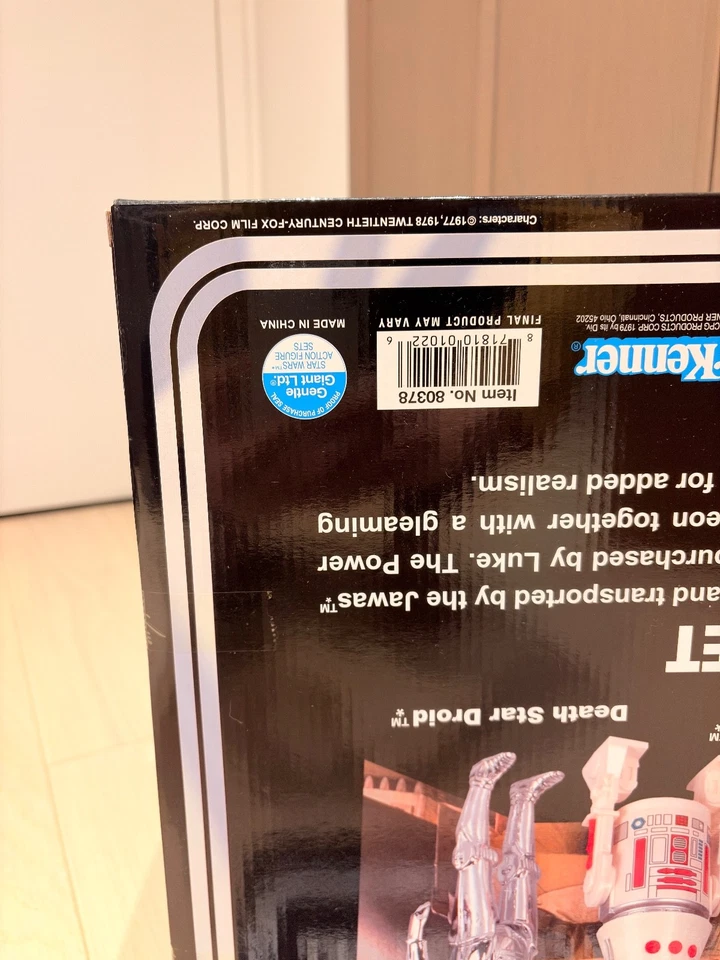 Death Star Droid™*
ET
and transported by the Jawas™*
urchased by Luke. The Power
eon together with a gleaming
for added realism.
Kenner®
CPG PRODUCTS CORP. 1979 by its Div.
NER PRODUCTS, Cincinnati, Ohio 45202
Item No. 80378
8 71810 01022 6
FINAL PRODUCT MAY VARY
PROOF OF PURCHASE SEAL
Gentle
Giant Ltd.®
STAR WARS™
ACTION FIGURE
SETS
MADE IN CHINA
Characters: ©1977,1978 TWENTIETH CENTURY-FOX FILM CORP.